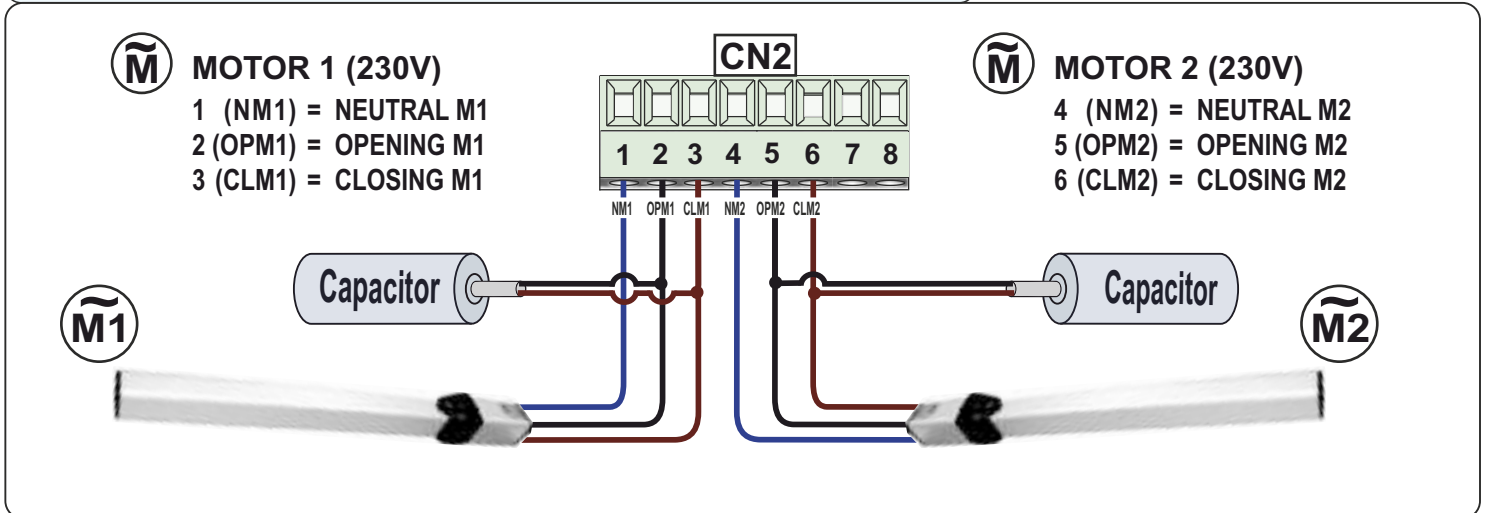 M MOTOR 1 (230V)
1 (NM1) = NEUTRAL M1
2 (OPM1) = OPENING M1
3 (CLM1) = CLOSING M1
CN2
1 2 3 4 5 6 7 8
NM1 OPM1 CLM1 NM2 OPM2 CLM2
M MOTOR 2 (230V)
4 (NM2) = NEUTRAL M2
5 (OPM2) = OPENING M2
6 (CLM2) = CLOSING M2
Capacitor
Capacitor
M1
M2